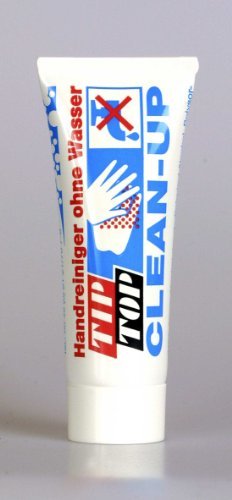 Handreiniger ohne Wasser
TIP
TOP
CLEAN-UP